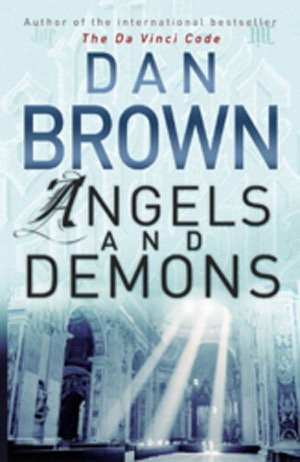 Author of the international bestseller
The Da Vinci Code
DAN
BROWN
ANGELS
AND
DEMONS